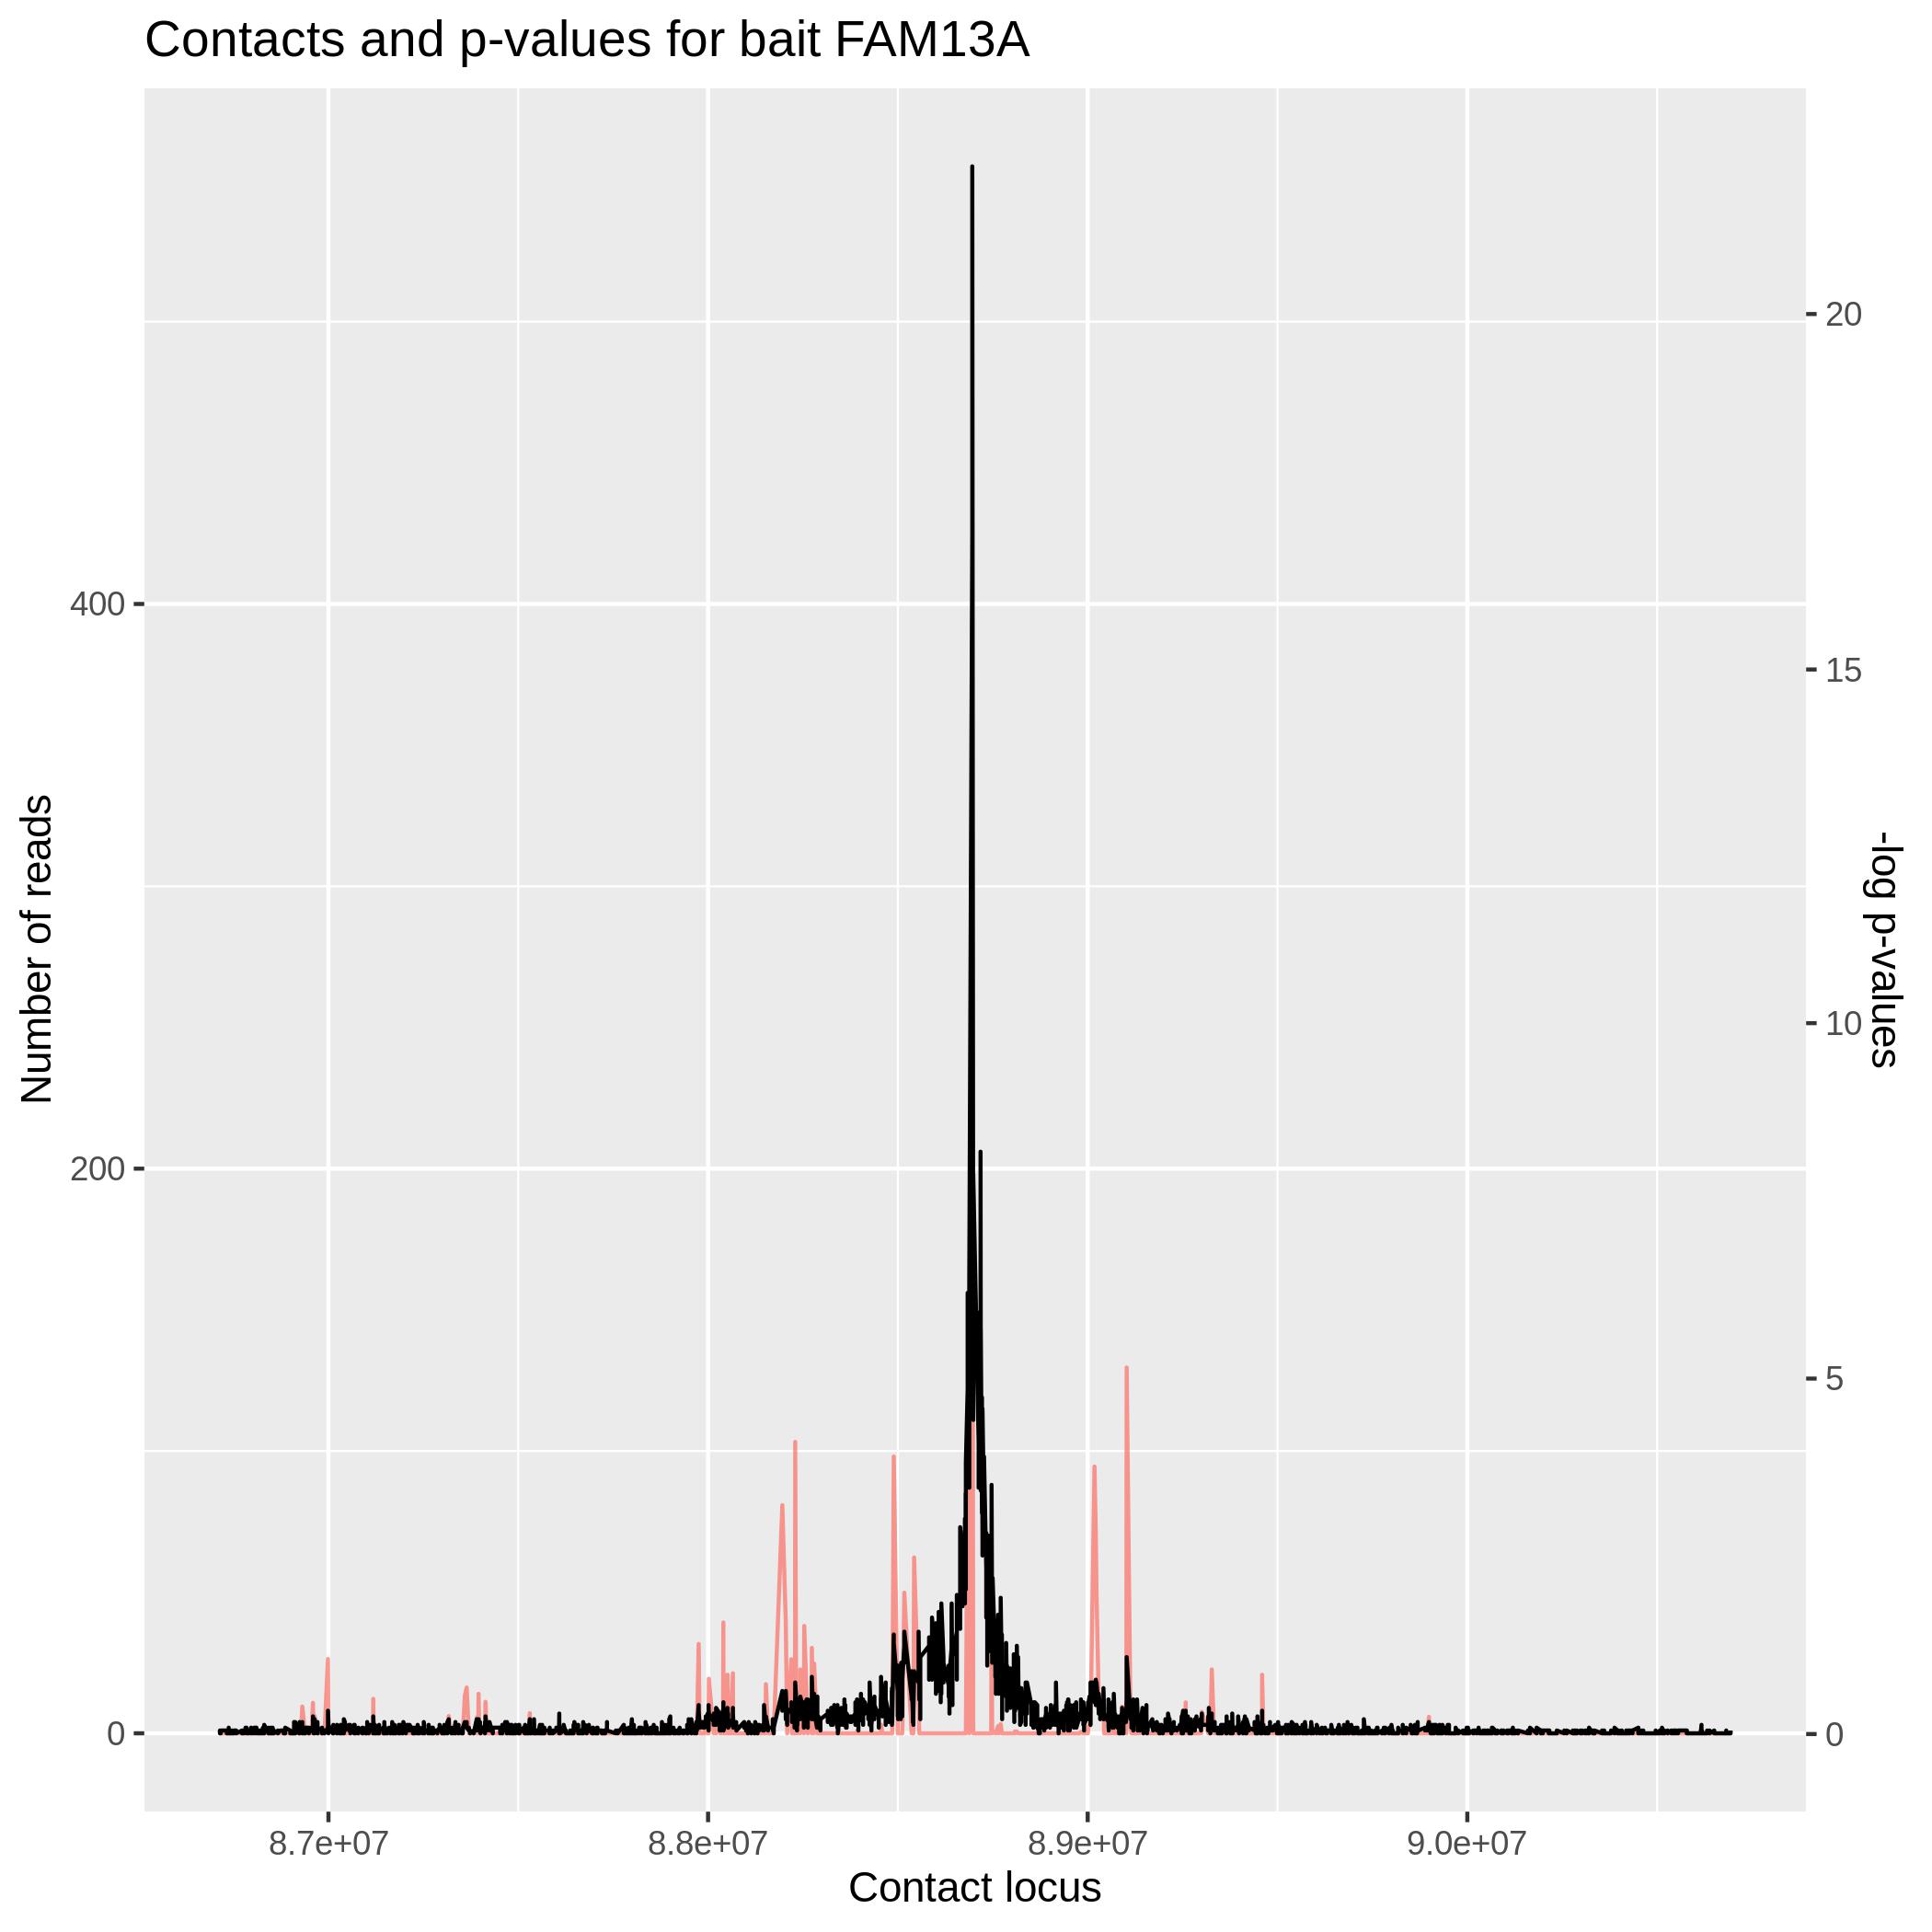 Contacts and p-values for bait FAM13A
Number of reads
400
200
0
20
15
10
5
0
-log p-values
8.7e+07
8.8e+07
8.9e+07
9.0e+07
Contact locus